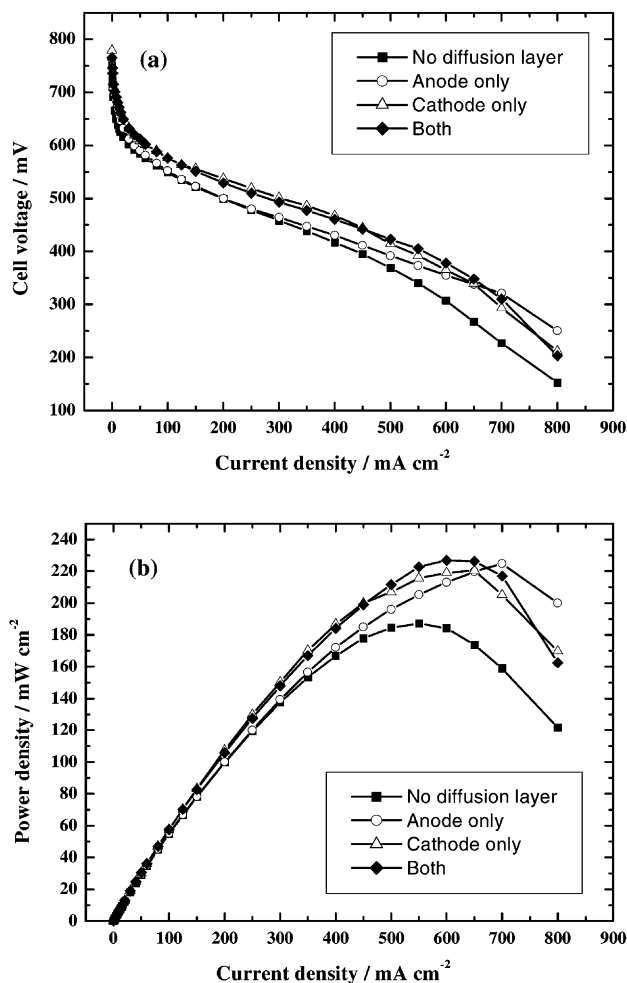 (a)
No diffusion layer
Anode only
Cathode only
Both
Cell voltage / mV
800
700
600
500
400
300
200
100
0 100 200 300 400 500 600 700 800 900
Current density / mA cm-2
(b)
Power density / mW cm-2
240
220
200
180
160
140
120
100
80
60
40
20
0
No diffusion layer
Anode only
Cathode only
Both
0 100 200 300 400 500 600 700 800 900
Current density / mA cm-2